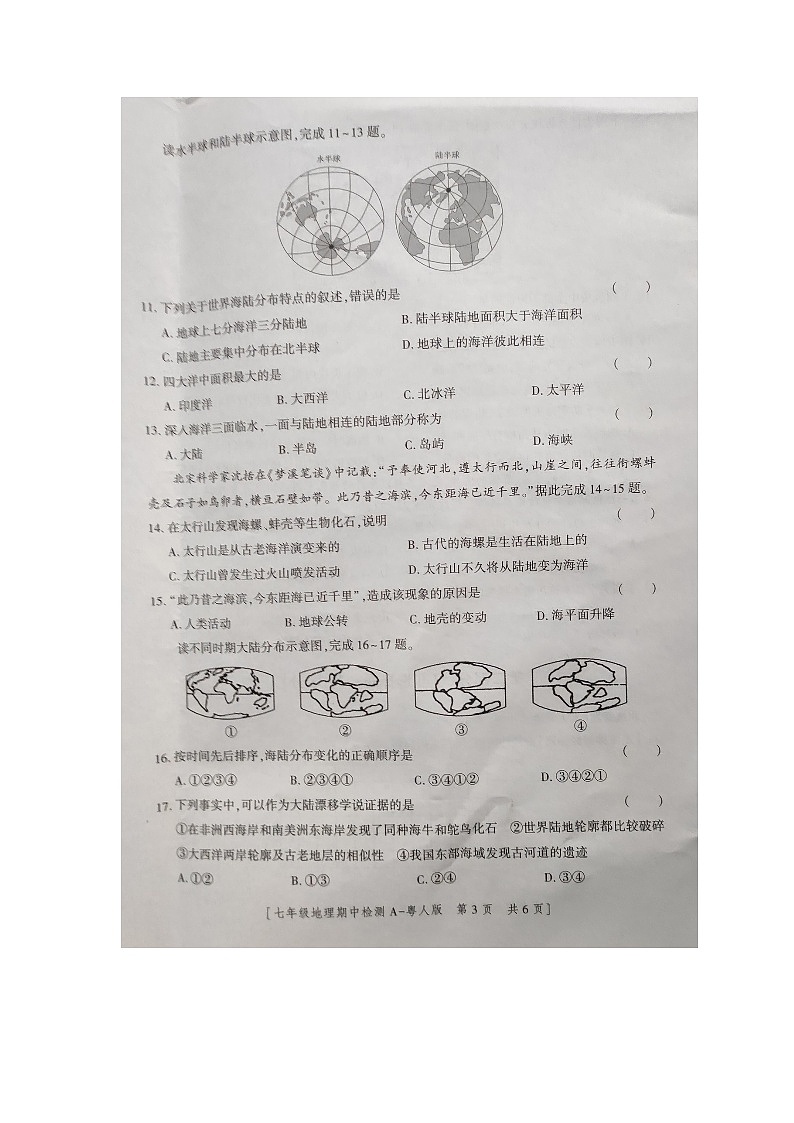 读水半球和陆半球示意图,完成11~13题。
水半球 陆半球
11. 下列关于世界海陆分布特点的叙述,错误的是 ( )
A. 地球上七分海洋三分陆地 B. 陆半球陆地面积大于海洋面积
C. 陆地主要集中分布在北半球 D. 地球上的海洋彼此相连
12. 四大洋中面积最大的是 ( )
A. 印度洋 B. 大西洋 C. 北冰洋 D. 太平洋
13. 深入海洋三面临水,一面与陆地相连的陆地部分称为 ( )
A. 大陆 B. 半岛 C. 岛屿 D. 海峡
北宋科学家沈括在《梦溪笔谈》中记载:“予奉使河北,遵太行而北,山崖之间,往往衔螺蚌
壳及石子如鸟卵者,横亘石壁如带。此乃昔之海滨,今东距海已近千里。”据此完成14~15题。
14. 在太行山发现海螺、蚌壳等生物化石,说明 ( )
A. 太行山是从古老海洋演变来的 B. 古代的海螺是生活在陆地上的
C. 太行山曾发生过火山喷发活动 D. 太行山不久将从陆地变为海洋
15. “此乃昔之海滨,今东距海已近千里”,造成该现象的原因是 ( )
A. 人类活动 B. 地球公转 C. 地壳的变动 D. 海平面升降
读不同时期大陆分布示意图,完成16~17题。
① ② ③ ④
16. 按时间先后排序,海陆分布变化的正确顺序是 ( )
A. ①②③④ B. ②③④① C. ③④①② D. ③④②①
17. 下列事实中,可以作为大陆漂移学说证据的是 ( )
①在非洲西海岸和南美洲东海岸发现了同种海牛和鸵鸟化石 ②世界陆地轮廓都比较破碎
③大西洋两岸轮廓及古老地层的相似性 ④我国东部海域发现古河道的遗迹
A. ①② B. ①③ C. ②④ D. ③④
[七年级地理期中检测A-粤人版 第3页 共6页]